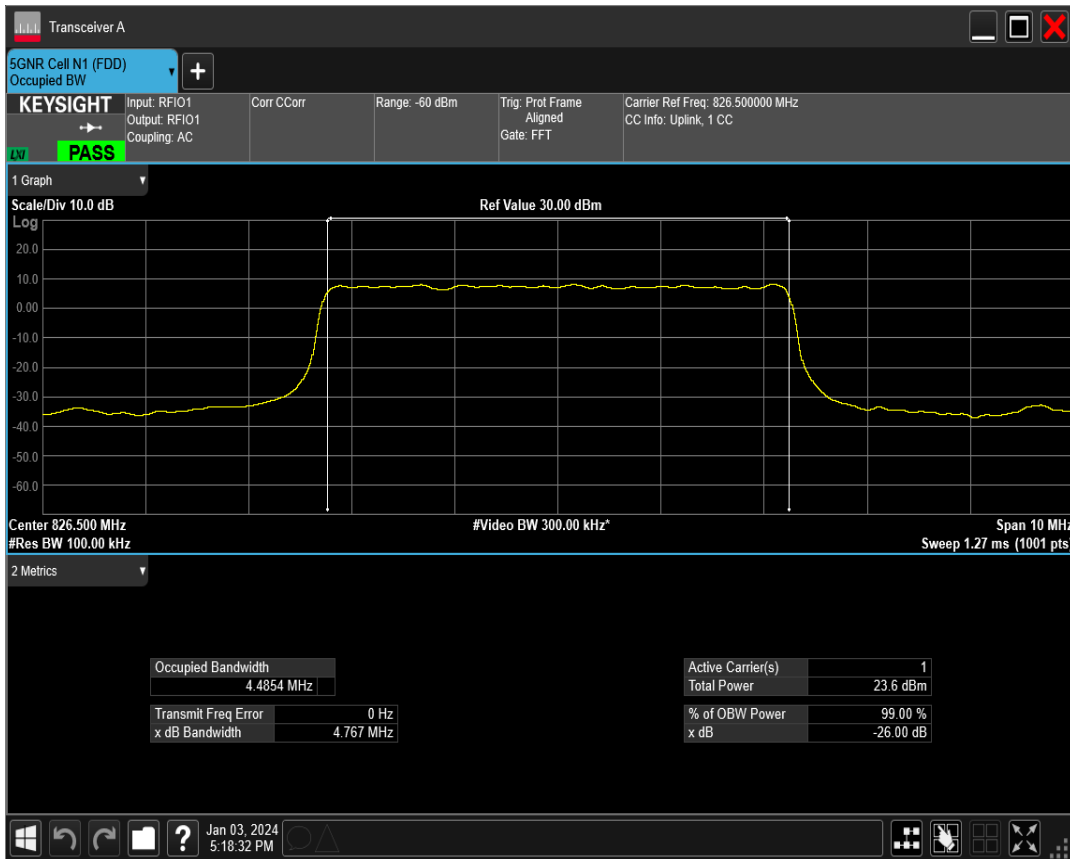 Transceiver A
5GNR Cell N1 (FDD)
Occupied BW
+
KEYSIGHT
LXI
PASS
Input: RFIO1
Output: RFIO1
Coupling: AC
Corr CCorr
Range: -60 dBm
Trig: Prot Frame
Aligned
Gate: FFT
Carrier Ref Freq: 826.500000 MHz
CC Info: Uplink, 1 CC
1 Graph
Scale/Div 10.0 dB
Ref Value 30.00 dBm
Log
20.0
10.0
0.00
-10.0
-20.0
-30.0
-40.0
-50.0
-60.0
Center 826.500 MHz
#Video BW 300.00 kHz*
Span 10 MHz
#Res BW 100.00 kHz
Sweep 1.27 ms (1001 pts)
2 Metrics
Occupied Bandwidth
4.4854 MHz
Transmit Freq Error 0 Hz
x dB Bandwidth 4.767 MHz
Active Carrier(s) 1
Total Power 23.6 dBm
% of OBW Power 99.00 %
x dB -26.00 dB
?
Jan 03, 2024
5:18:32 PM